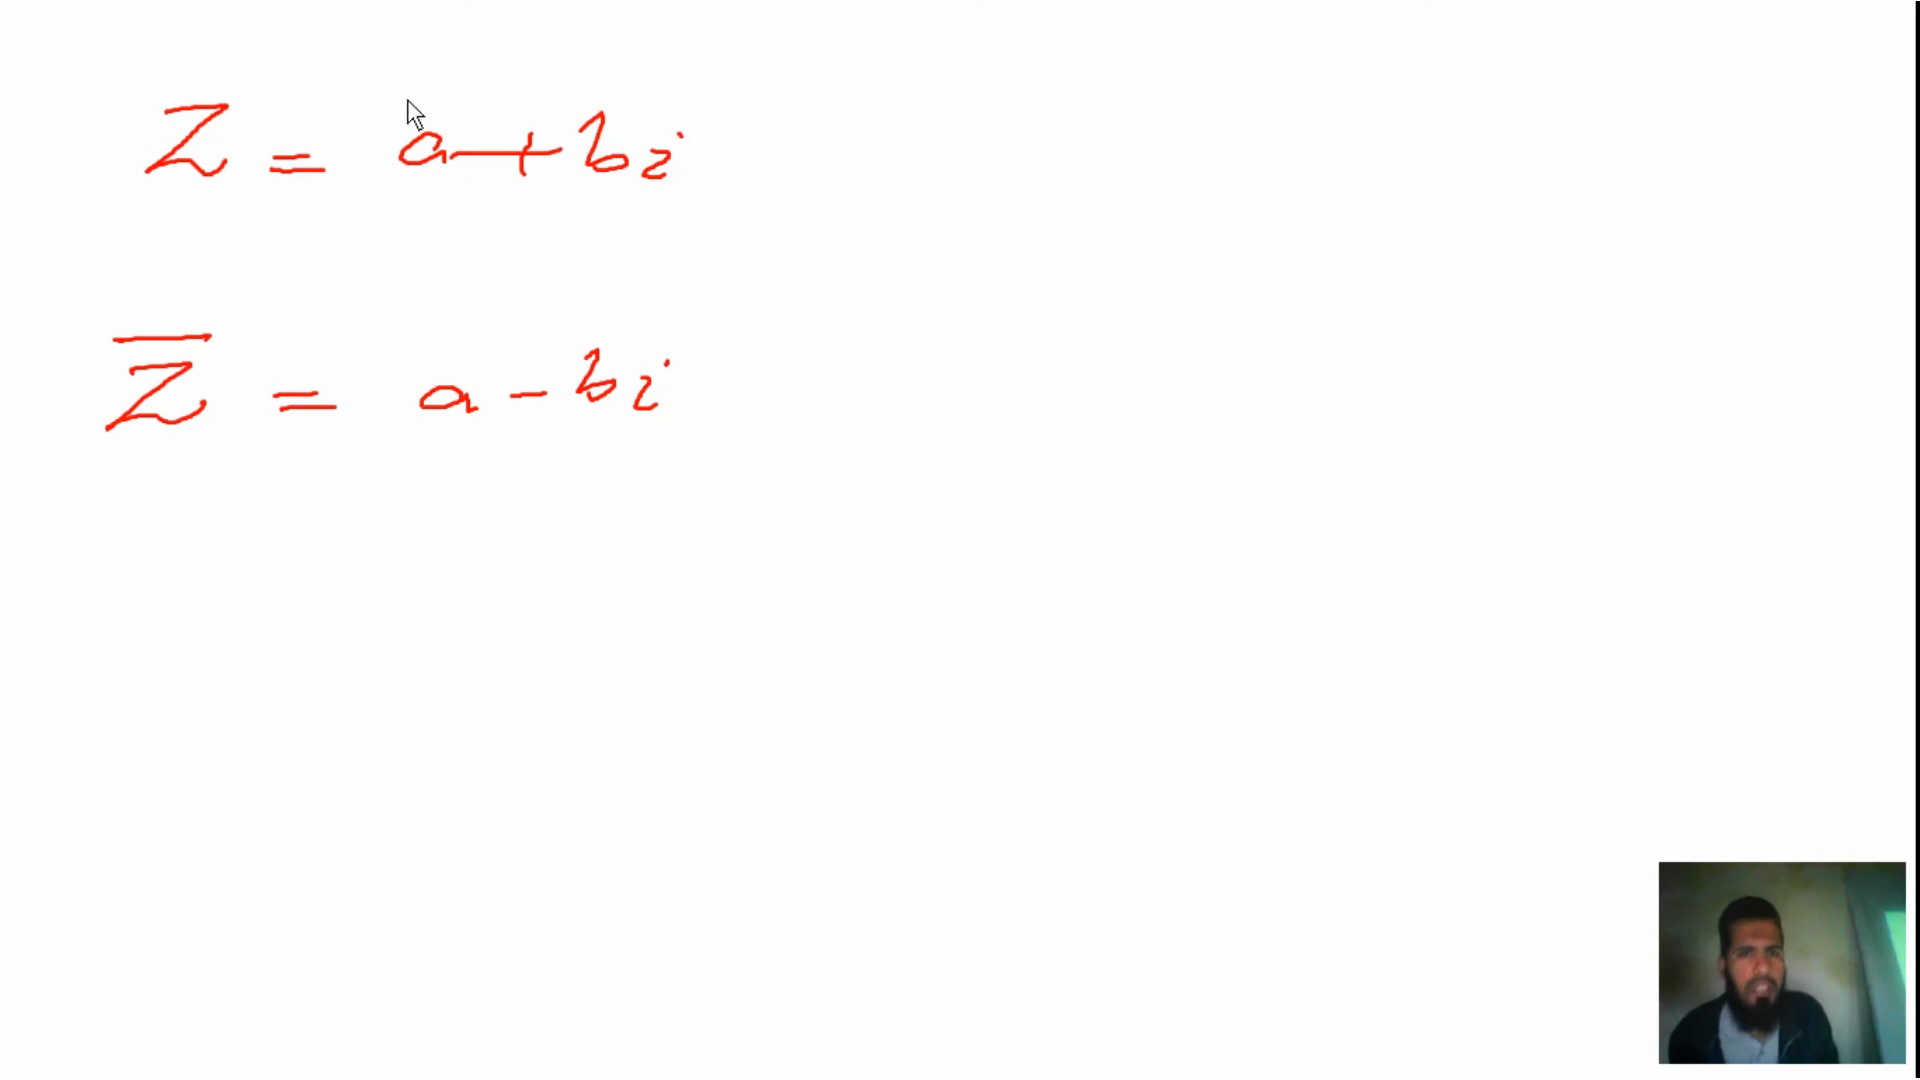 Z = a + bi
Z̅ = a - bi